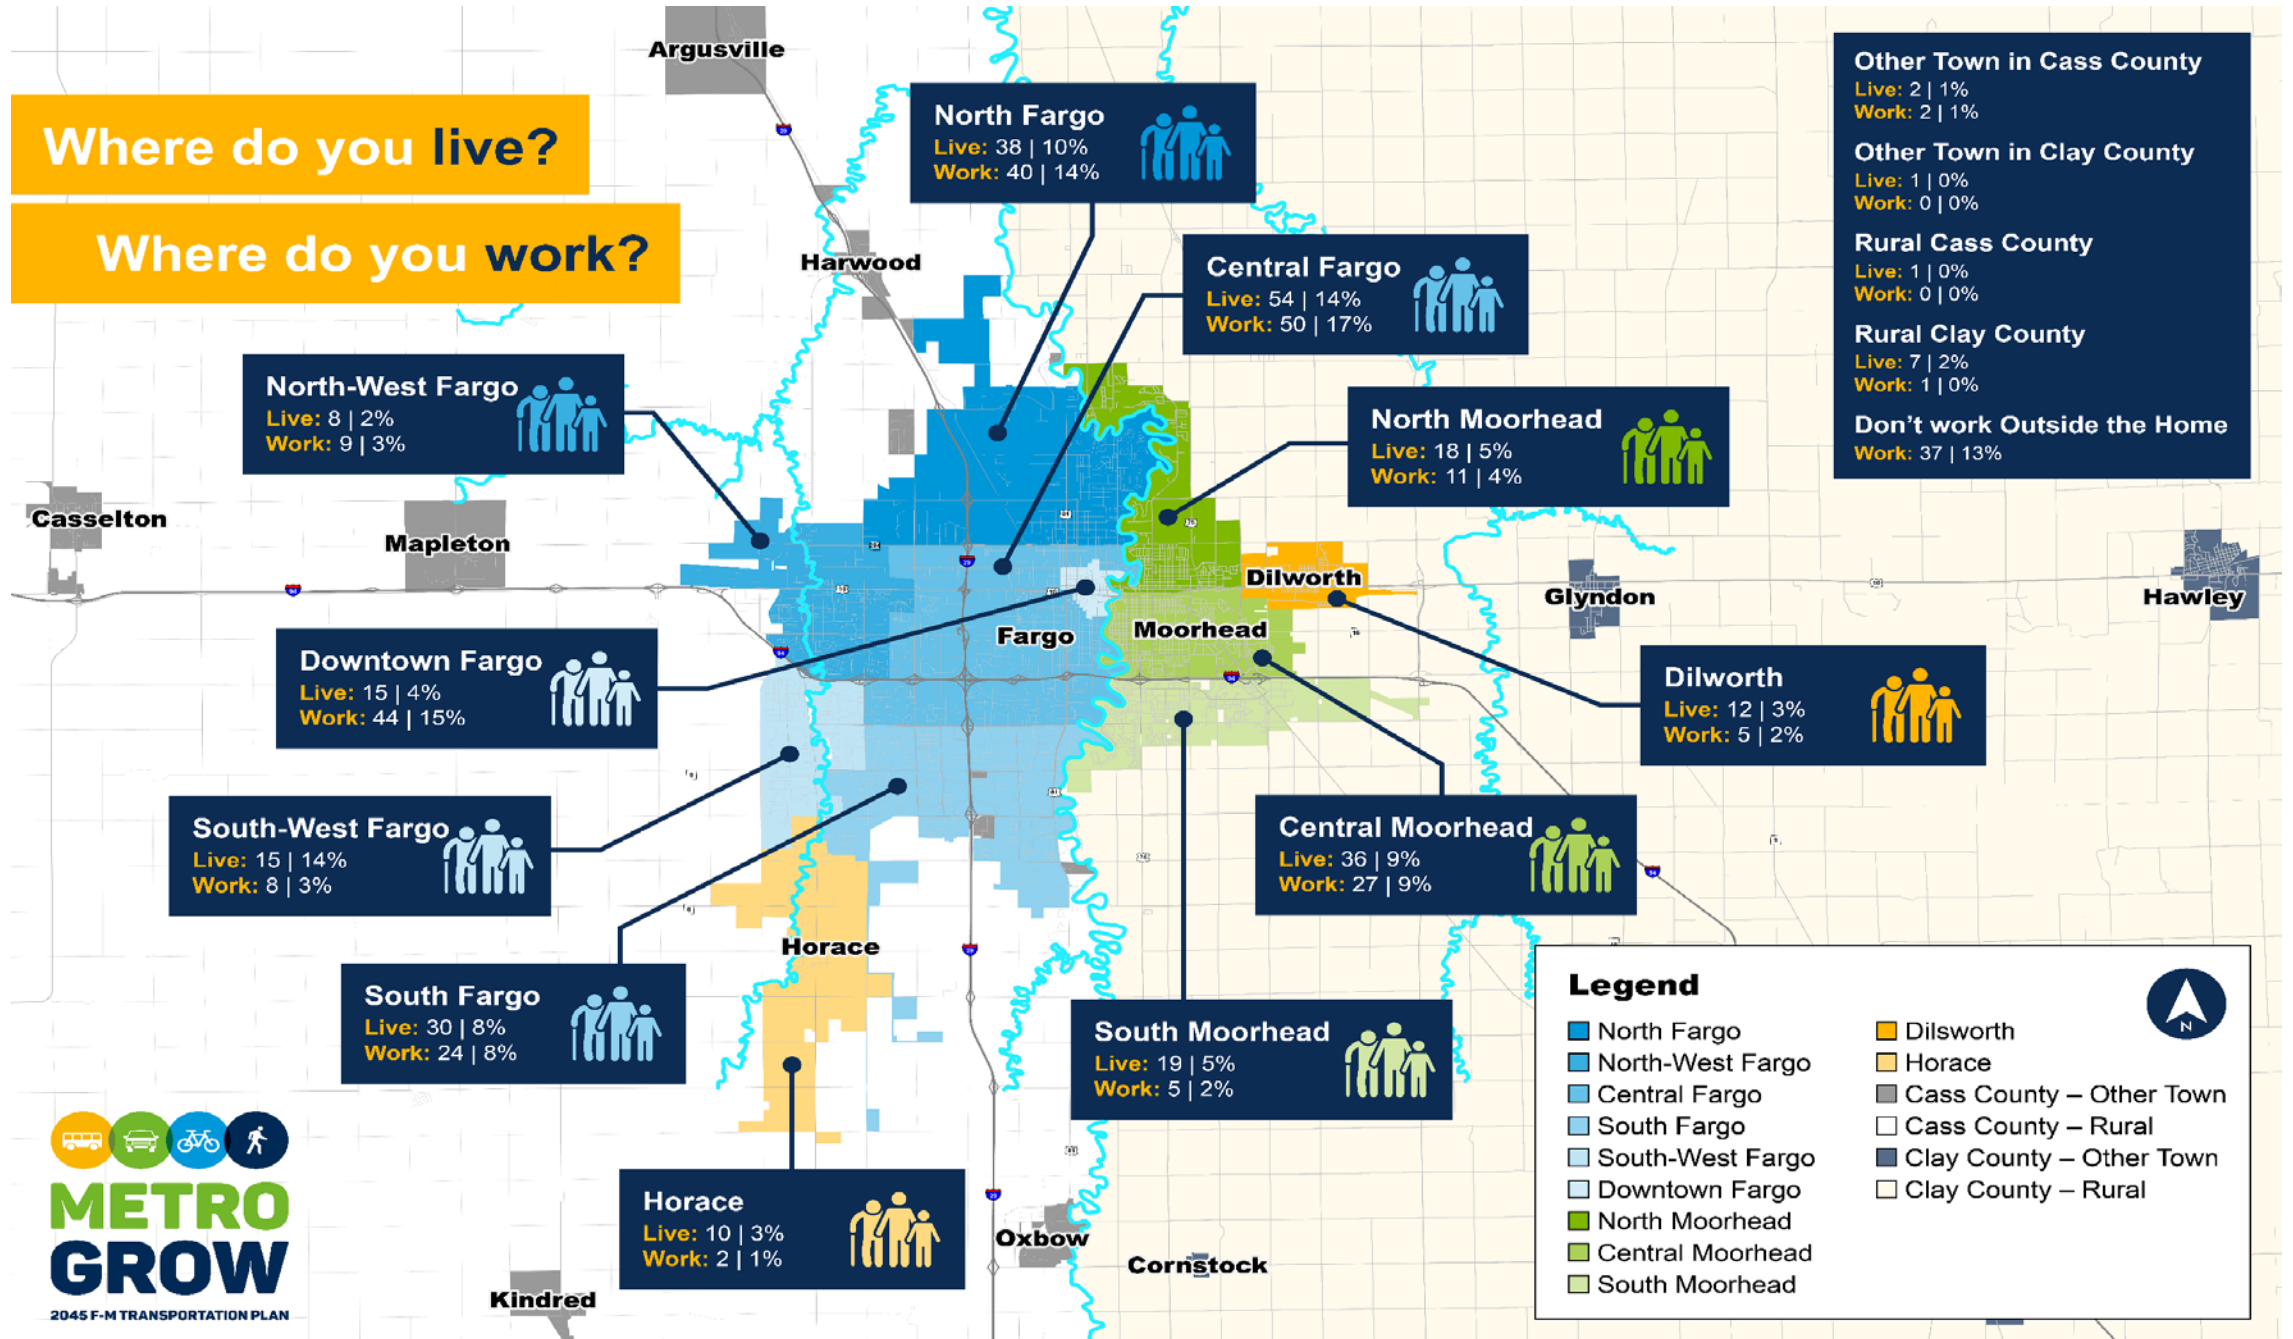 Where do you live?
Where do you work?
Argusville
Harwood
Casselton
Mapleton
Fargo
Moorhead
Dilworth
Glyndon
Hawley
Horace
Oxbow
Cornstock
Kindred
North Fargo
Live: 38 | 10%
Work: 40 | 14%
Central Fargo
Live: 54 | 14%
Work: 50 | 17%
North-West Fargo
Live: 8 | 2%
Work: 9 | 3%
North Moorhead
Live: 18 | 5%
Work: 11 | 4%
Downtown Fargo
Live: 15 | 4%
Work: 44 | 15%
Dilworth
Live: 12 | 3%
Work: 5 | 2%
South-West Fargo
Live: 15 | 14%
Work: 8 | 3%
Central Moorhead
Live: 36 | 9%
Work: 27 | 9%
South Fargo
Live: 30 | 8%
Work: 24 | 8%
South Moorhead
Live: 19 | 5%
Work: 5 | 2%
Horace
Live: 10 | 3%
Work: 2 | 1%
Other Town in Cass County
Live: 2 | 1%
Work: 2 | 1%
Other Town in Clay County
Live: 1 | 0%
Work: 0 | 0%
Rural Cass County
Live: 1 | 0%
Work: 0 | 0%
Rural Clay County
Live: 7 | 2%
Work: 1 | 0%
Don't work Outside the Home
Work: 37 | 13%
Legend
N
North Fargo
North-West Fargo
Central Fargo
South Fargo
South-West Fargo
Downtown Fargo
North Moorhead
Central Moorhead
South Moorhead
Dilsworth
Horace
Cass County – Other Town
Cass County – Rural
Clay County – Other Town
Clay County – Rural
METRO
GROW
2045 F-M TRANSPORTATION PLAN